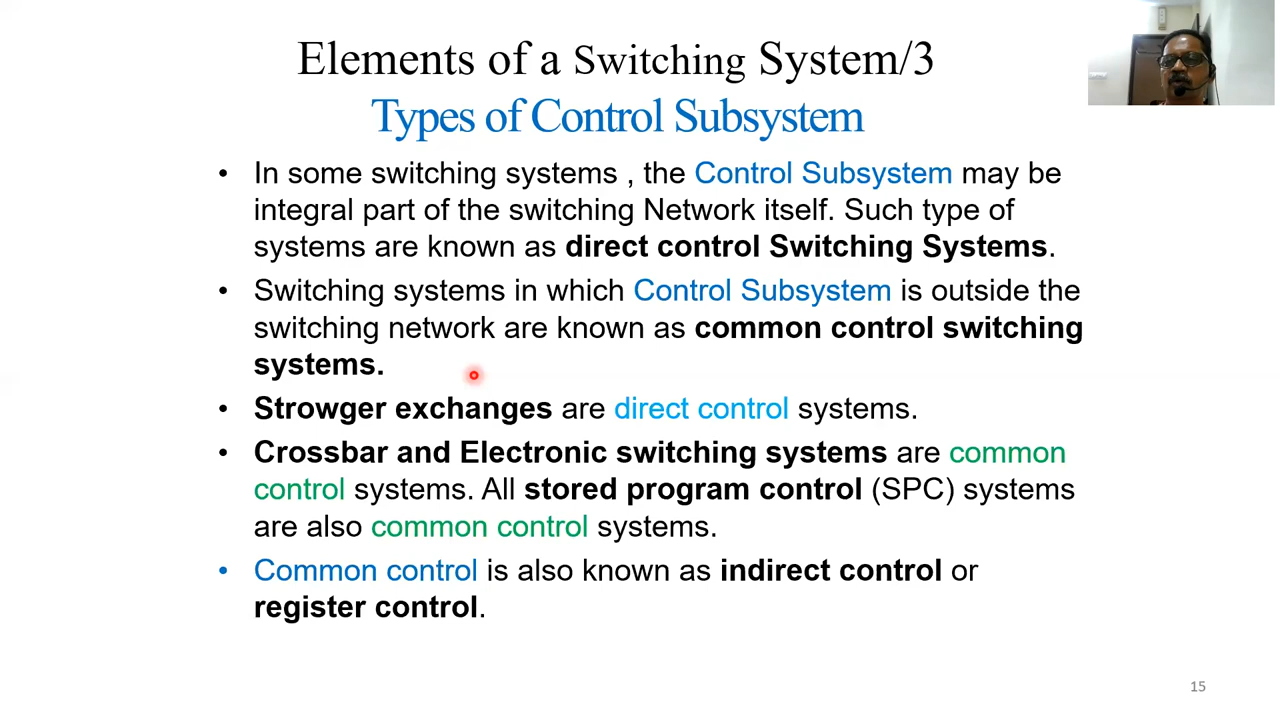 Elements of a Switching System/3
Types of Control Subsystem
• In some switching systems , the Control Subsystem may be
integral part of the switching Network itself. Such type of
systems are known as direct control Switching Systems.
• Switching systems in which Control Subsystem is outside the
switching network are known as common control switching
systems.
• Strowger exchanges are direct control systems.
• Crossbar and Electronic switching systems are common
control systems. All stored program control (SPC) systems
are also common control systems.
• Common control is also known as indirect control or
register control.
15